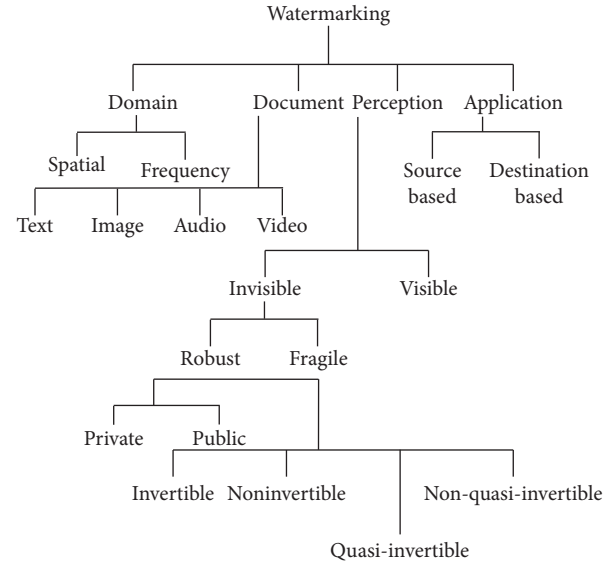 Watermarking
Domain Document Perception Application
Spatial Frequency Source based Destination based
Text Image Audio Video
Invisible Visible
Robust Fragile
Private Public
Invertible Noninvertible Non-quasi-invertible
Quasi-invertible